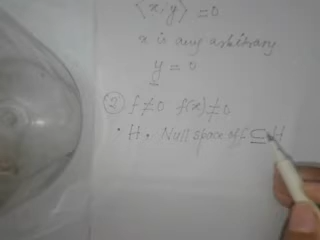 ⟨x, y⟩ = 0
x is any arbitrary
y = 0
② f ≠ 0 f(x) ≠ 0
• H. Null space of f ⊆ H